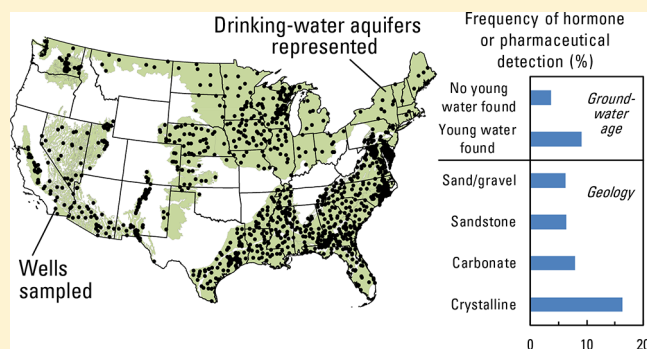 Drinking-water aquifers
represented
Wells
sampled
Frequency of hormone
or pharmaceutical
detection (%)
No young
water found
Young water
found
Ground-
water
age
Sand/gravel
Geology
Sandstone
Carbonate
Crystalline
0 10 20